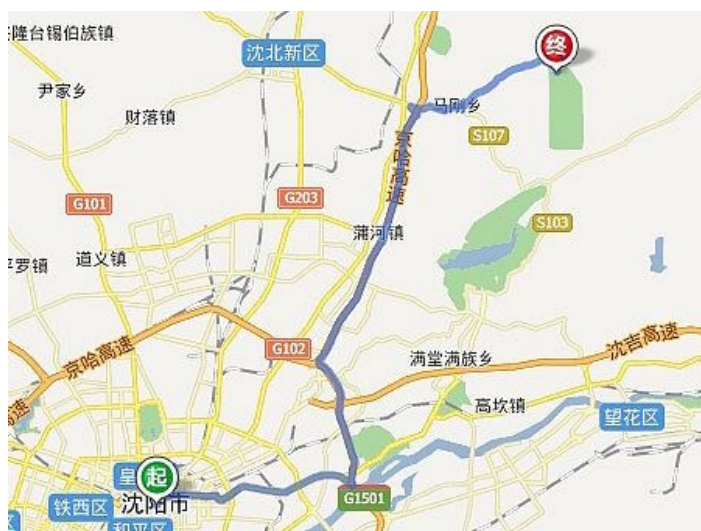 隆台锡伯族镇
沈北新区
终
尹家乡
财落镇
马刚乡
S107
京哈高速
G101
G203
蒲河镇
S103
道义镇
罗镇
京哈高速
G102
满堂满族乡
沈吉高速
高坎镇
望花区
高速
皇
起
G1501
铁西区
沈阳市
和平区